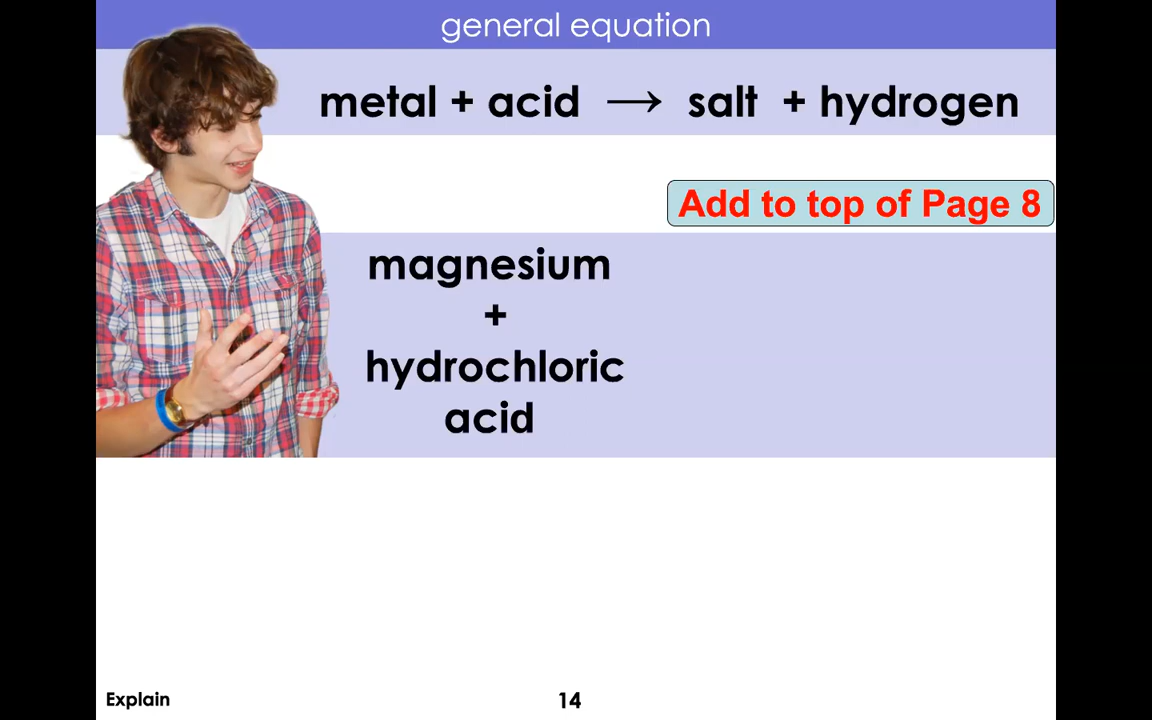 general equation
metal + acid → salt + hydrogen
Add to top of Page 8
magnesium
+
hydrochloric
acid
Explain
14